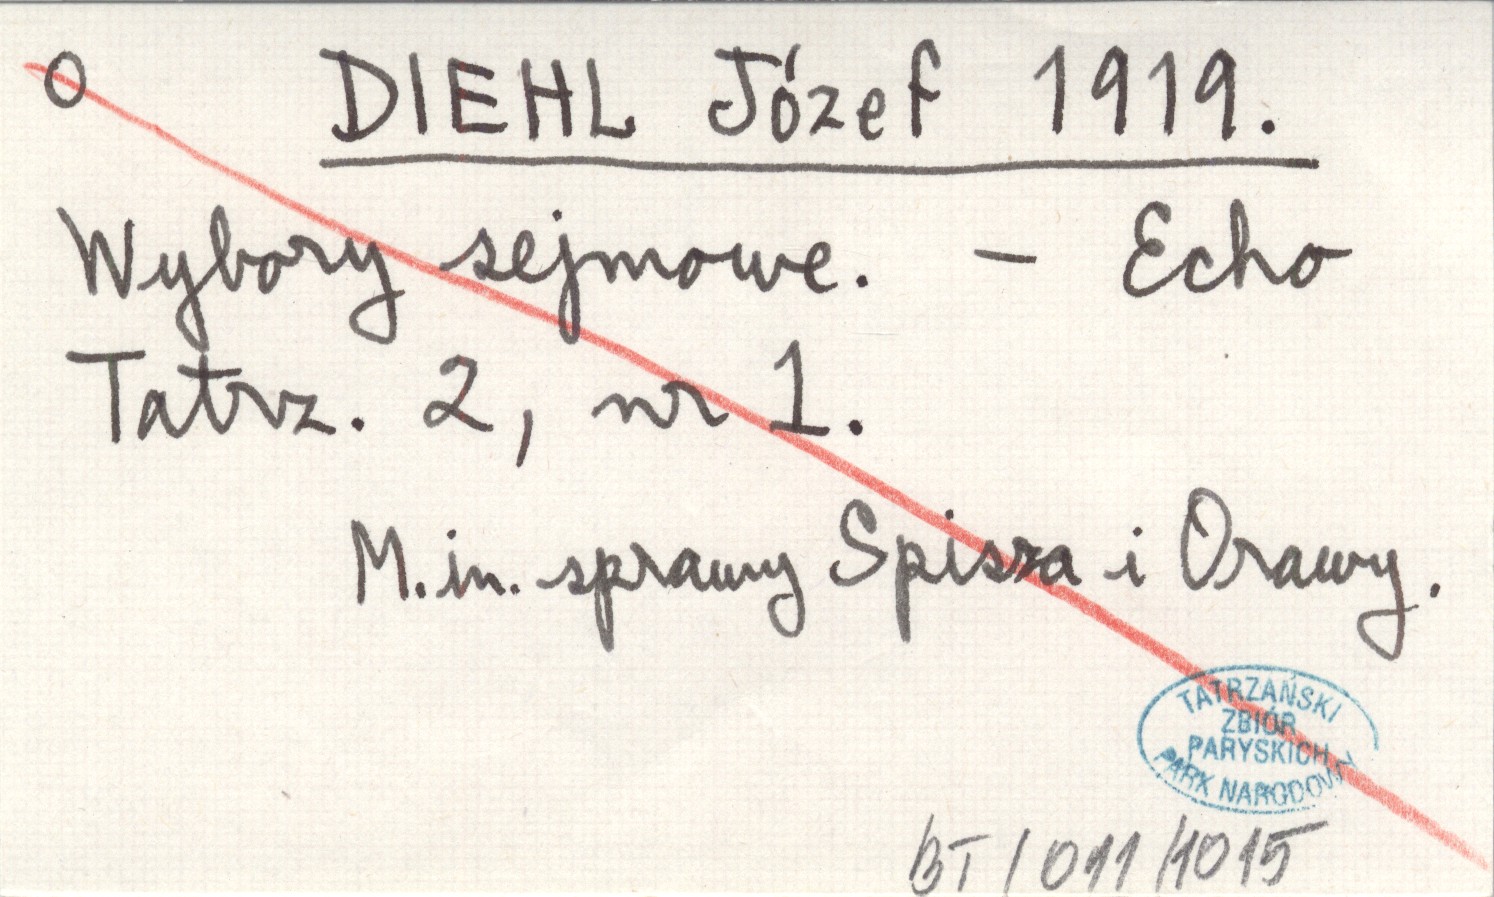 O DIEHL Józef 1919.
Wybory sejmowe. - Echo
Tatrz. 2, nr 1.
M.in. sprawy Spisza i Orawy.
TATRZAŃSKI
ZBIÓR
PARYSKICH
PARK NARODOWY
BT/011/1015